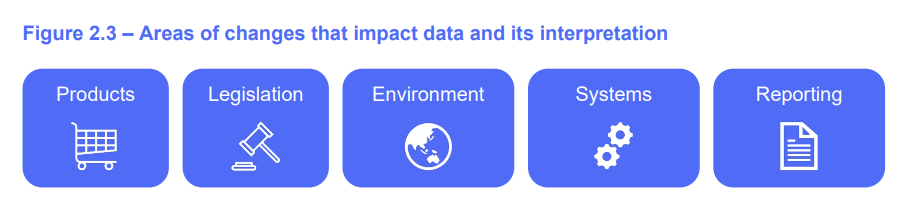 Figure 2.3 – Areas of changes that impact data and its interpretation
Products
Legislation
Environment
Systems
Reporting